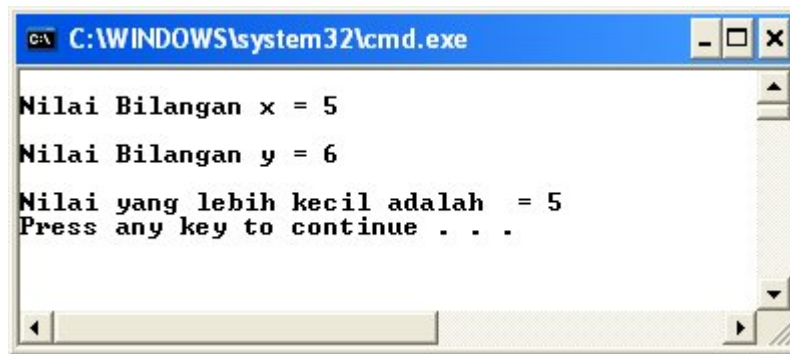 C:\WINDOWS\system32\cmd.exe
Nilai Bilangan x = 5
Nilai Bilangan y = 6
Nilai yang lebih kecil adalah  = 5
Press any key to continue . . .